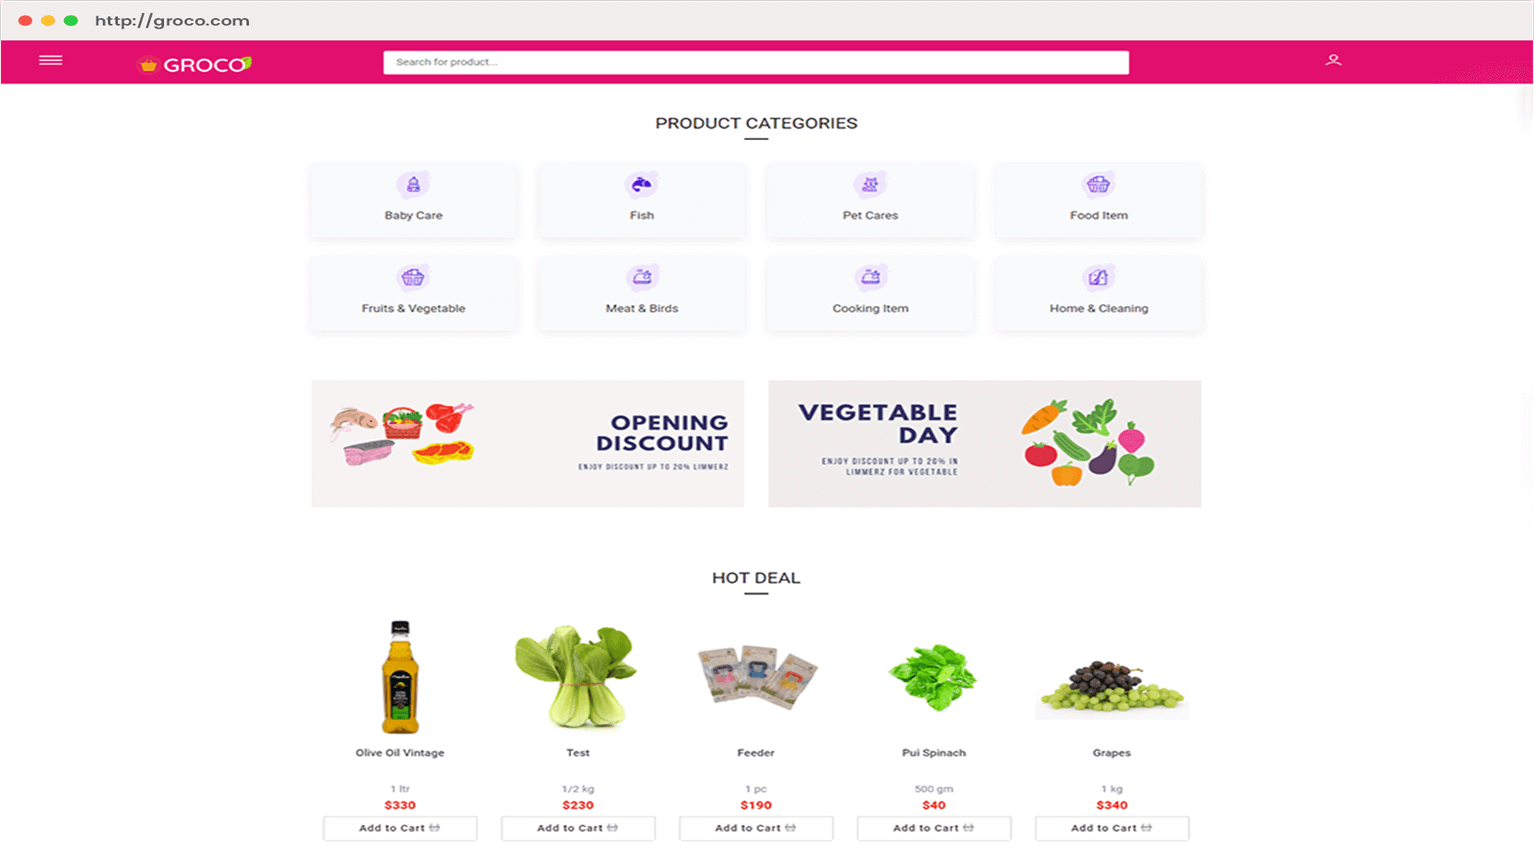 http://groco.com
GROCO
Search for product...
PRODUCT CATEGORIES
Baby Care
Fish
Pet Cares
Food Item
Fruits & Vegetable
Meat & Birds
Cooking Item
Home & Cleaning
OPENING
DISCOUNT
ENJOY DISCOUNT UP TO 20% LIMMERZ
VEGETABLE
DAY
ENJOY DISCOUNT UP TO 20% IN
LIMMERZ FOR VEGETABLE
HOT DEAL
Olive Oil Vintage
Test
Feeder
Pui Spinach
Grapes
1 ltr
1/2 kg
1 pc
500 gm
1 kg
$330
$230
$190
$40
$340
Add to Cart
Add to Cart
Add to Cart
Add to Cart
Add to Cart